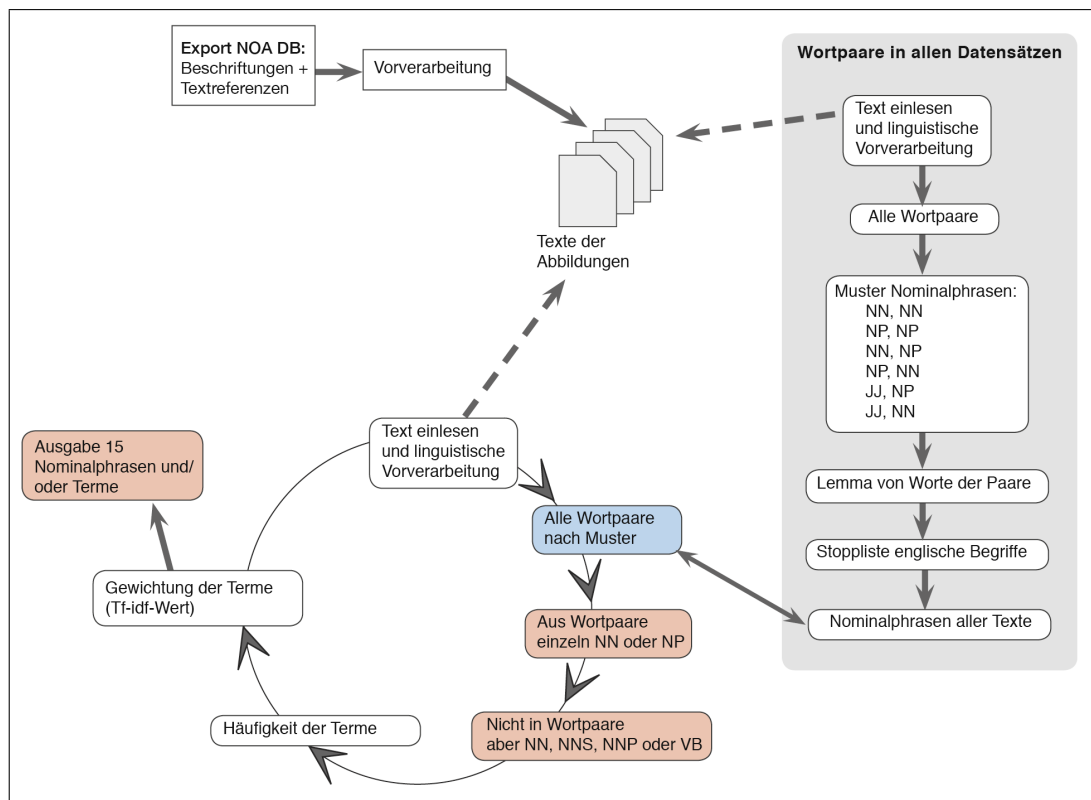 Export NOA DB:
Beschriftungen +
Textreferenzen
Vorverarbeitung
Texte der
Abbildungen
Wortpaare in allen Datensätzen
Text einlesen
und linguistische
Vorverarbeitung
Alle Wortpaare
Muster Nominalphrasen:
NN, NN
NP, NP
NN, NP
NP, NN
JJ, NP
JJ, NN
Lemma von Worte der Paare
Stoppliste englische Begriffe
Nominalphrasen aller Texte
Text einlesen
und linguistische
Vorverarbeitung
Alle Wortpaare
nach Muster
Aus Wortpaare
einzeln NN oder NP
Nicht in Wortpaare
aber NN, NNS, NNP oder VB
Häufigkeit der Terme
Gewichtung der Terme
(Tf-idf-Wert)
Ausgabe 15
Nominalphrasen und/
oder Terme